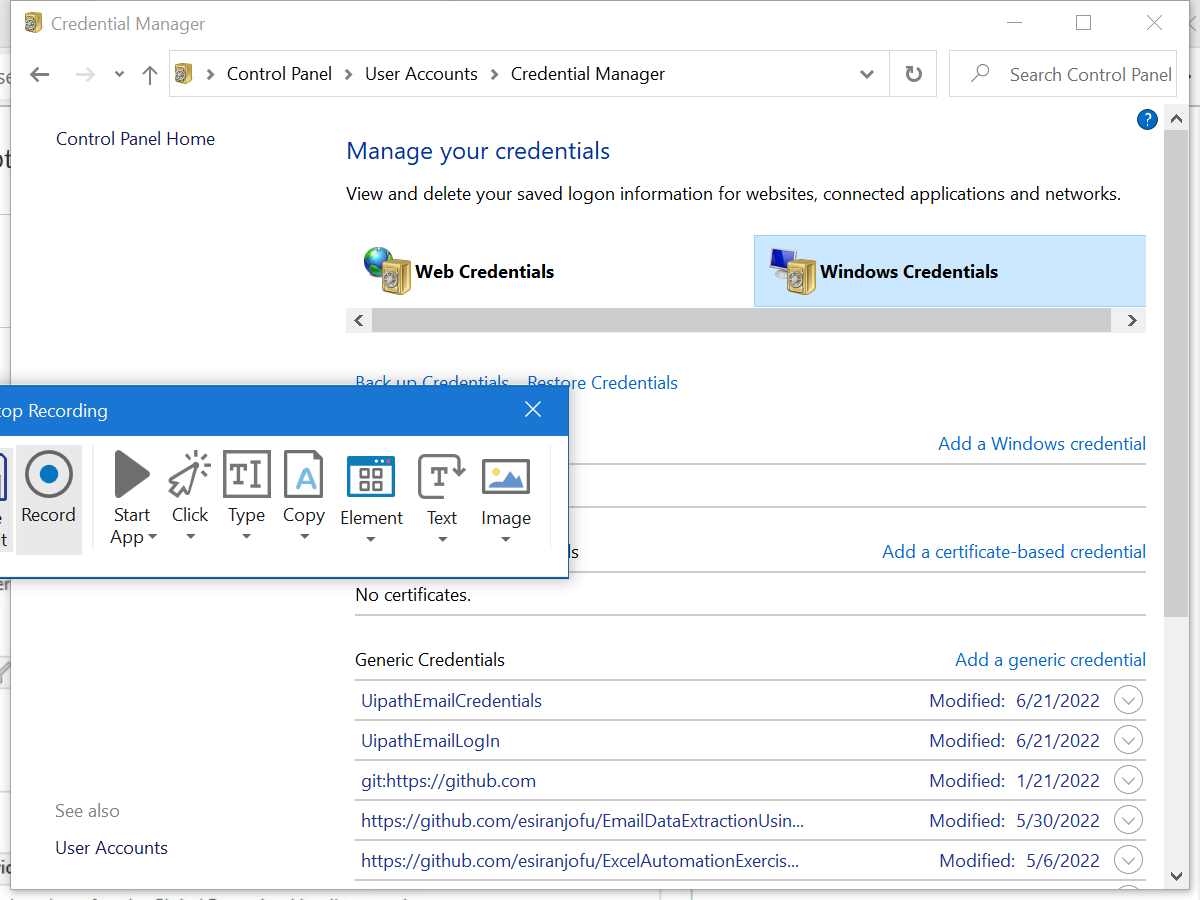 Credential Manager
Control Panel > User Accounts > Credential Manager
Search Control Panel
Control Panel Home
?
Manage your credentials
View and delete your saved logon information for websites, connected applications and networks.
Web Credentials
Windows Credentials
Back up Credentials
Restore Credentials
Recording
Add a Windows credential
Record
Start App
Click
TI
Type
A
Copy
Element
T
Text
Image
Add a certificate-based credential
No certificates.
Generic Credentials
Add a generic credential
UipathEmailCredentials
Modified: 6/21/2022
UipathEmailLogIn
Modified: 6/21/2022
git:https://github.com
Modified: 1/21/2022
https://github.com/esiranjofu/EmailDataExtractionUsin...
Modified: 5/30/2022
https://github.com/esiranjofu/ExcelAutomationExercis...
Modified: 5/6/2022
See also
User Accounts